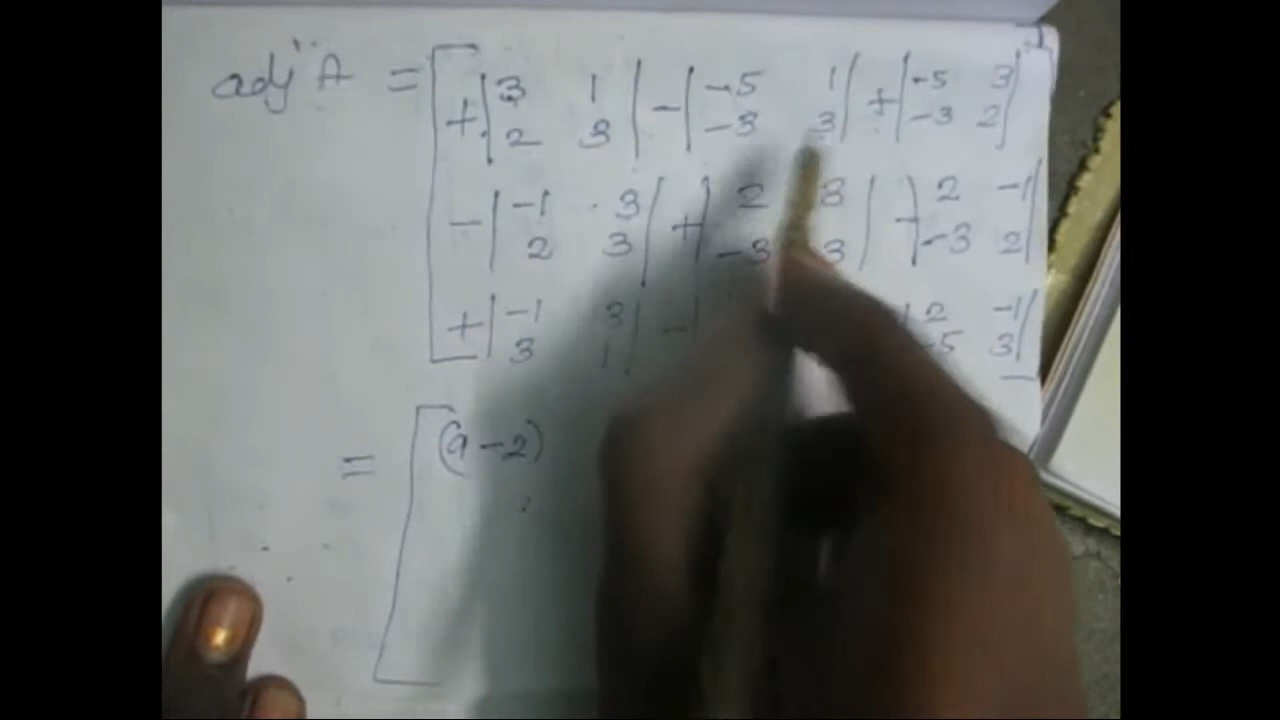 adj A = [ +| 3 1 | -| -5 1 | +| -5 3 | ]T
| 2 3 | | -3 3 | | -3 2 |
-| -1 3 | +| 2 3 | -| 2 -1 |
| 2 3 | | -3 3 | | -3 2 |
+| -1 3 | -| | 2 -1 |
| 3 1 | -5 3 |
= [ (9-2)